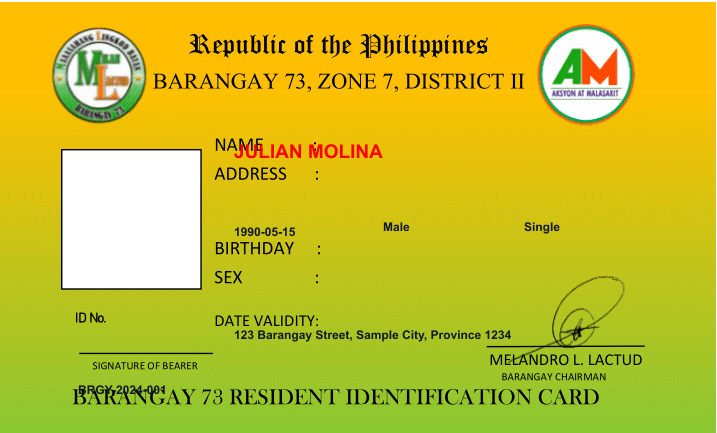 Republic of the Philippines
BARANGAY 73, ZONE 7, DISTRICT II
MAMAMAYANG LINGKOD BAYAN
MELAN
ML
LACTUD
BARANGAY 73
AM
AKSYON AT MALASAKIT
NAME :
JULIAN MOLINA
ADDRESS :
1990-05-15 Male Single
BIRTHDAY :
SEX :
ID No.
DATE VALIDITY:
123 Barangay Street, Sample City, Province 1234
MELANDRO L. LACTUD
SIGNATURE OF BEARER
BARANGAY CHAIRMAN
BRGY-2024-001
BARANGAY 73 RESIDENT IDENTIFICATION CARD